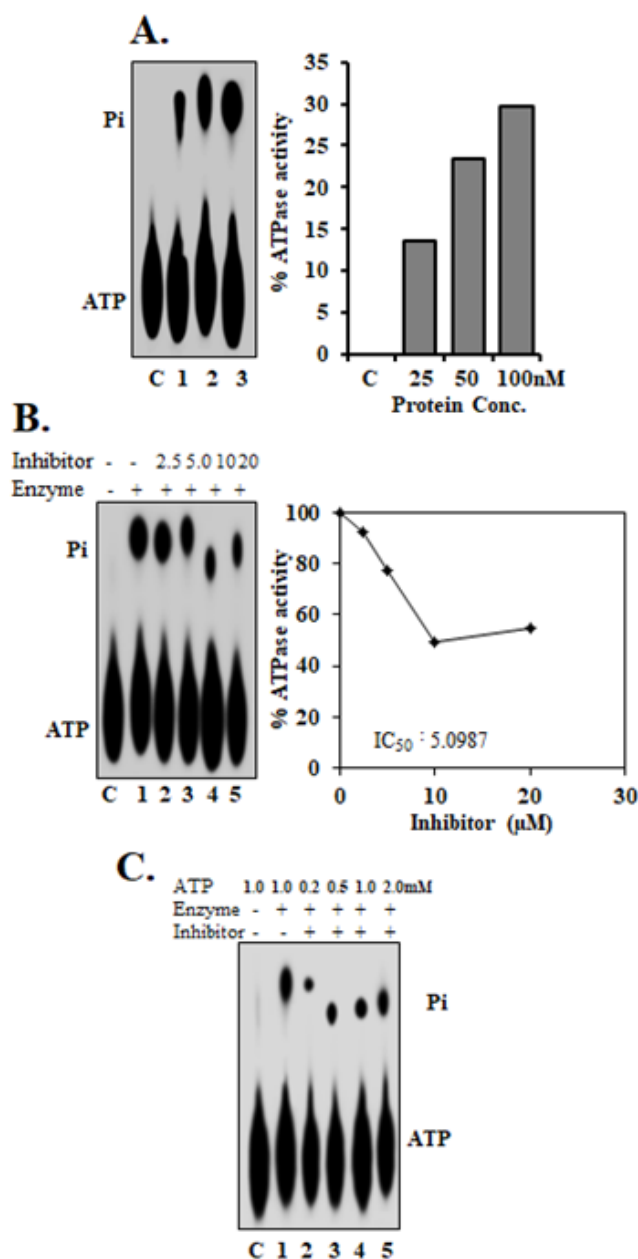 A.
Pi
ATP
C 1 2 3
% ATPase activity
35
30
25
20
15
10
5
0
C 25 50 100nM
Protein Conc.
B.
Inhibitor - - 2.5 5.0 10 20
Enzyme - + + + + +
Pi
ATP
C 1 2 3 4 5
% ATPase activity
100
80
60
40
20
0
IC50 : 5.0987
0 10 20 30
Inhibitor (µM)
C.
ATP 1.0 1.0 0.2 0.5 1.0 2.0mM
Enzyme - + + + + +
Inhibitor - - + + + +
Pi
ATP
C 1 2 3 4 5